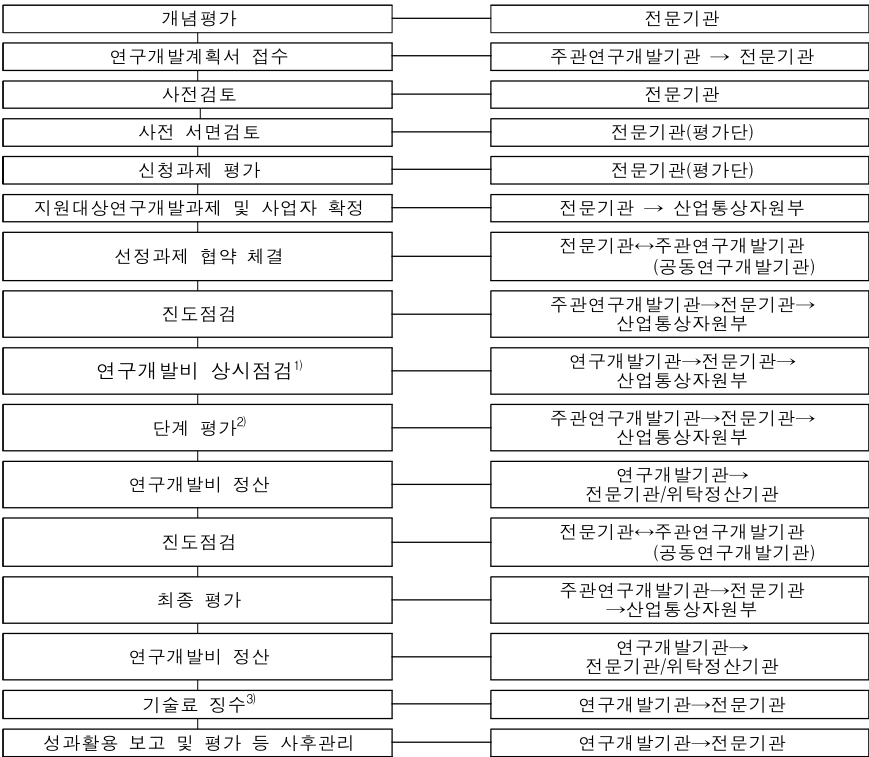 개념평가
전문기관
연구개발계획서 접수
주관연구개발기관 → 전문기관
사전검토
전문기관
사전 서면검토
전문기관(평가단)
신청과제 평가
전문기관(평가단)
지원대상연구개발과제 및 사업자 확정
전문기관 → 산업통상자원부
선정과제 협약 체결
전문기관↔주관연구개발기관
(공동연구개발기관)
진도점검
주관연구개발기관→전문기관→
산업통상자원부
연구개발비 상시점검1)
연구개발기관→전문기관→
산업통상자원부
단계 평가2)
주관연구개발기관→전문기관→
산업통상자원부
연구개발비 정산
연구개발기관→
전문기관/위탁정산기관
진도점검
전문기관↔주관연구개발기관
(공동연구개발기관)
최종 평가
주관연구개발기관→전문기관
→산업통상자원부
연구개발비 정산
연구개발기관→
전문기관/위탁정산기관
기술료 징수3)
연구개발기관→전문기관
성과활용 보고 및 평가 등 사후관리
연구개발기관→전문기관